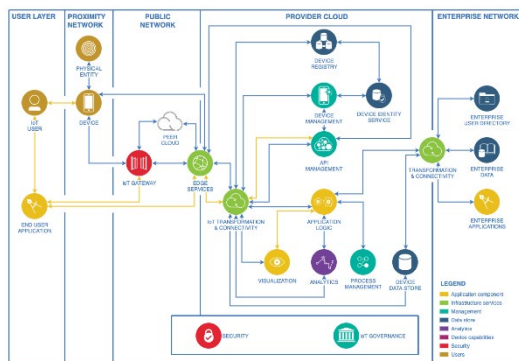 USER LAYER
PROXIMITY
NETWORK
PUBLIC
NETWORK
PROVIDER CLOUD
ENTERPRISE NETWORK
PHYSICAL
ENTITY
DEVICE
REGISTRY
IoT
USER
DEVICE
PEER
CLOUD
DEVICE
MANAGEMENT
DEVICE IDENTITY
SERVICE
ENTERPRISE
USER DIRECTORY
API
MANAGEMENT
IoT GATEWAY
EDGE
SERVICES
TRANSFORMATION
& CONNECTIVITY
ENTERPRISE
DATA
END USER
APPLICATION
IoT TRANSFORMATION
& CONNECTIVITY
APPLICATION
LOGIC
ENTERPRISE
APPLICATIONS
VISUALIZATION
ANALYTICS
PROCESS
MANAGEMENT
DEVICE
DATA STORE
LEGEND
Application component
Infrastructure services
Management
Data store
Analytics
Device capabilities
Security
Users
SECURITY
IoT GOVERNANCE